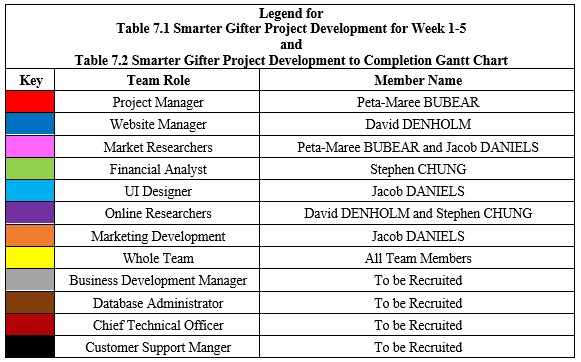 Legend for
Table 7.1 Smarter Gifter Project Development for Week 1-5
and
Table 7.2 Smarter Gifter Project Development to Completion Gantt Chart
Key Team Role Member Name
Project Manager Peta-Maree BUBEAR
Website Manager David DENHOLM
Market Researchers Peta-Maree BUBEAR and Jacob DANIELS
Financial Analyst Stephen CHUNG
UI Designer Jacob DANIELS
Online Researchers David DENHOLM and Stephen CHUNG
Marketing Development Jacob DANIELS
Whole Team All Team Members
Business Development Manager To be Recruited
Database Administrator To be Recruited
Chief Technical Officer To be Recruited
Customer Support Manger To be Recruited